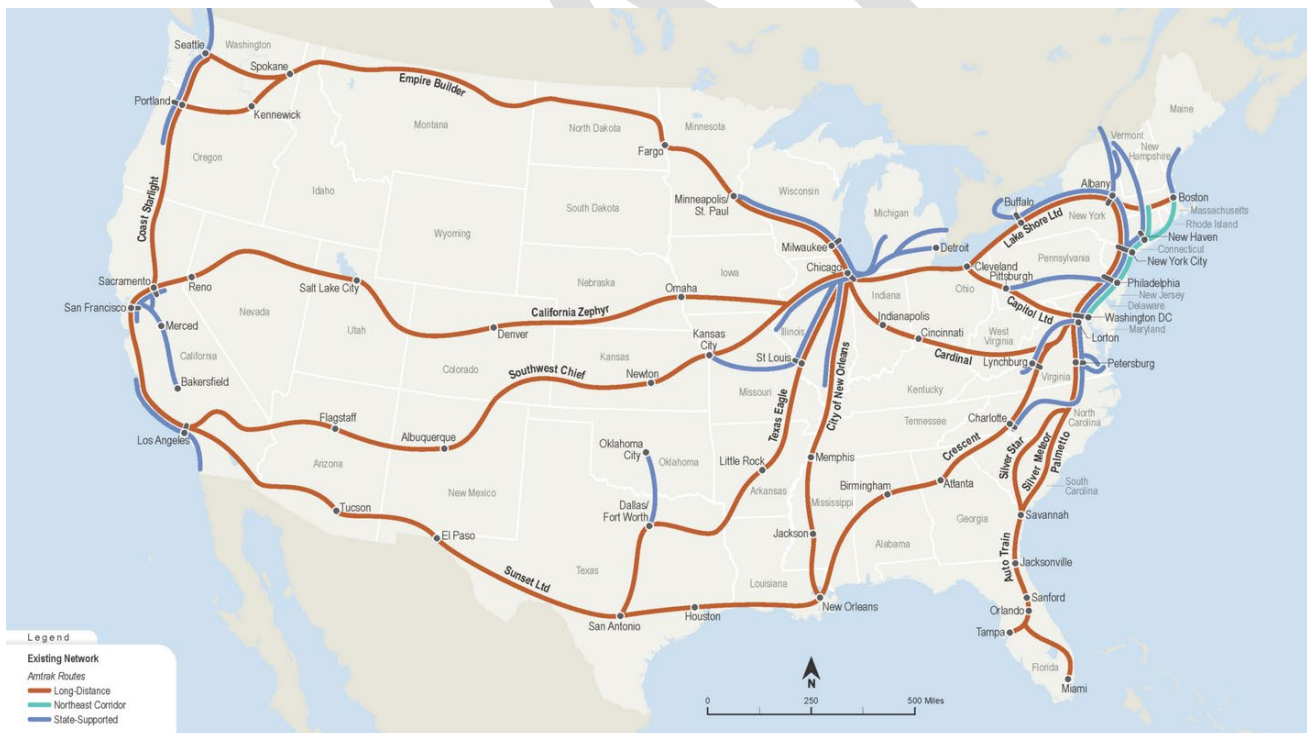 Seattle
Washington
Spokane
Empire Builder
Portland
Kennewick
Montana
North Dakota
Minnesota
Fargo
Oregon
Idaho
Coast Starlight
Wyoming
South Dakota
Minneapolis/
St. Paul
Wisconsin
Michigan
Milwaukee
Chicago
Detroit
Maine
Vermont
New
Hampshire
Albany
Boston
Buffalo
New York
Massachusetts
Rhode Island
Lake Shore Ltd
New Haven
Connecticut
New York City
Cleveland
Pennsylvania
Pittsburgh
Ohio
Philadelphia
New Jersey
Delaware
Capitol Ltd
Washington DC
Maryland
Lorton
Sacramento
Reno
San Francisco
Salt Lake City
Nebraska
Iowa
Omaha
Merced
Nevada
Utah
California Zephyr
Denver
Illinois
Indiana
Indianapolis
Cincinnati
West
Virginia
Cardinal
Lynchburg
Virginia
Petersburg
California
Bakersfield
Colorado
Kansas
Kansas
City
St Louis
Newton
Southwest Chief
Missouri
Kentucky
City of New Orleans
Texas Eagle
Tennessee
Charlotte
North
Carolina
Los Angeles
Flagstaff
Albuquerque
Oklahoma
City
Oklahoma
Little Rock
Memphis
Arizona
New Mexico
Arkansas
Mississippi
Birmingham
Atlanta
Crescent
Silver Star
Silver Meteor
Palmetto
South
Carolina
Tucson
El Paso
Dallas/
Fort Worth
Jackson
Alabama
Georgia
Savannah
Sunset Ltd
Texas
Louisiana
Auto Train
Jacksonville
San Antonio
Houston
New Orleans
Sanford
Orlando
Tampa
Florida
Miami
N
0
250
500 Miles
Legend
Existing Network
Amtrak Routes
Long-Distance
Northeast Corridor
State-Supported